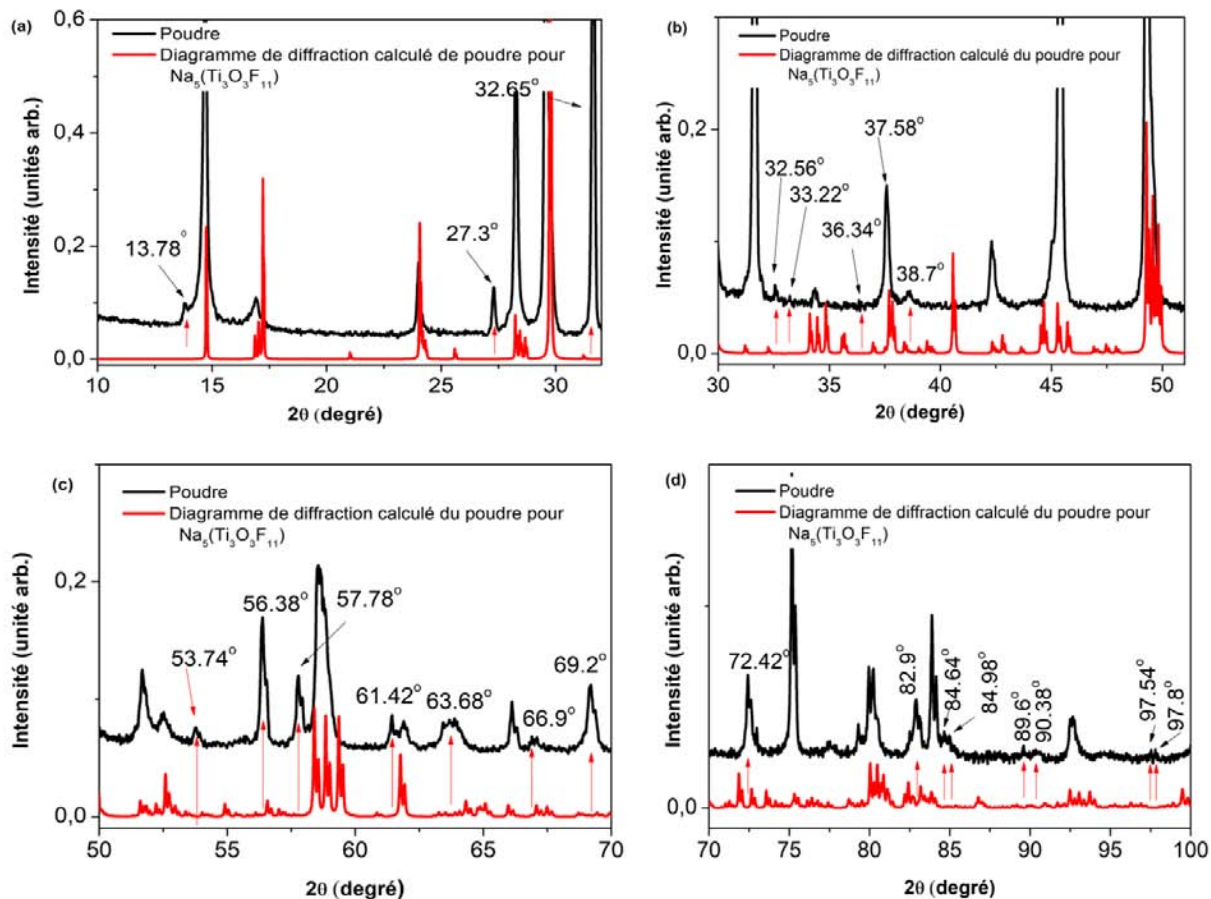 (a)
0,6
0,4
0,2
0,0
Intensité (unités arb.)
Poudre
Diagramme de diffraction calculé de poudre pour
Na₅(Ti₃O₃F₁₁)
32.65°
13.78°
27.3°
10 15 20 25 30
2θ (degré)
(b)
0,2
0,0
Intensité (unités arb.)
Poudre
Diagramme de diffraction calculé du poudre pour
Na₅(Ti₃O₃F₁₁)
37.58°
32.56°
33.22°
36.34°
38.7°
30 35 40 45 50
2θ (degré)
(c)
0,2
0,0
Intensité (unité arb.)
Poudre
Diagramme de diffraction calculé du poudre pour
Na₅(Ti₃O₃F₁₁)
56.38°
57.78°
53.74°
61.42°
63.68°
66.9°
69.2°
50 55 60 65 70
2θ (degré)
(d)
0,0
Intensité (unité arb.)
Poudre
Diagramme de diffraction calculé du poudre pour
Na₅(Ti₃O₃F₁₁)
72.42°
82.9°
84.64°
84.98°
89.6°
90.38°
97.54°
97.8°
70 75 80 85 90 95 100
2θ (degré)